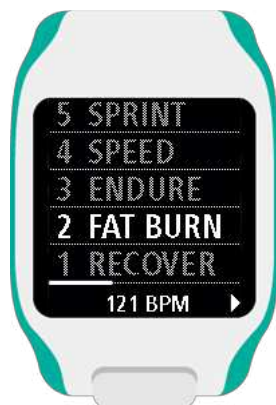 5 SPRINT
4 SPEED
3 ENDURE
2 FAT BURN
1 RECOVER
121 BPM